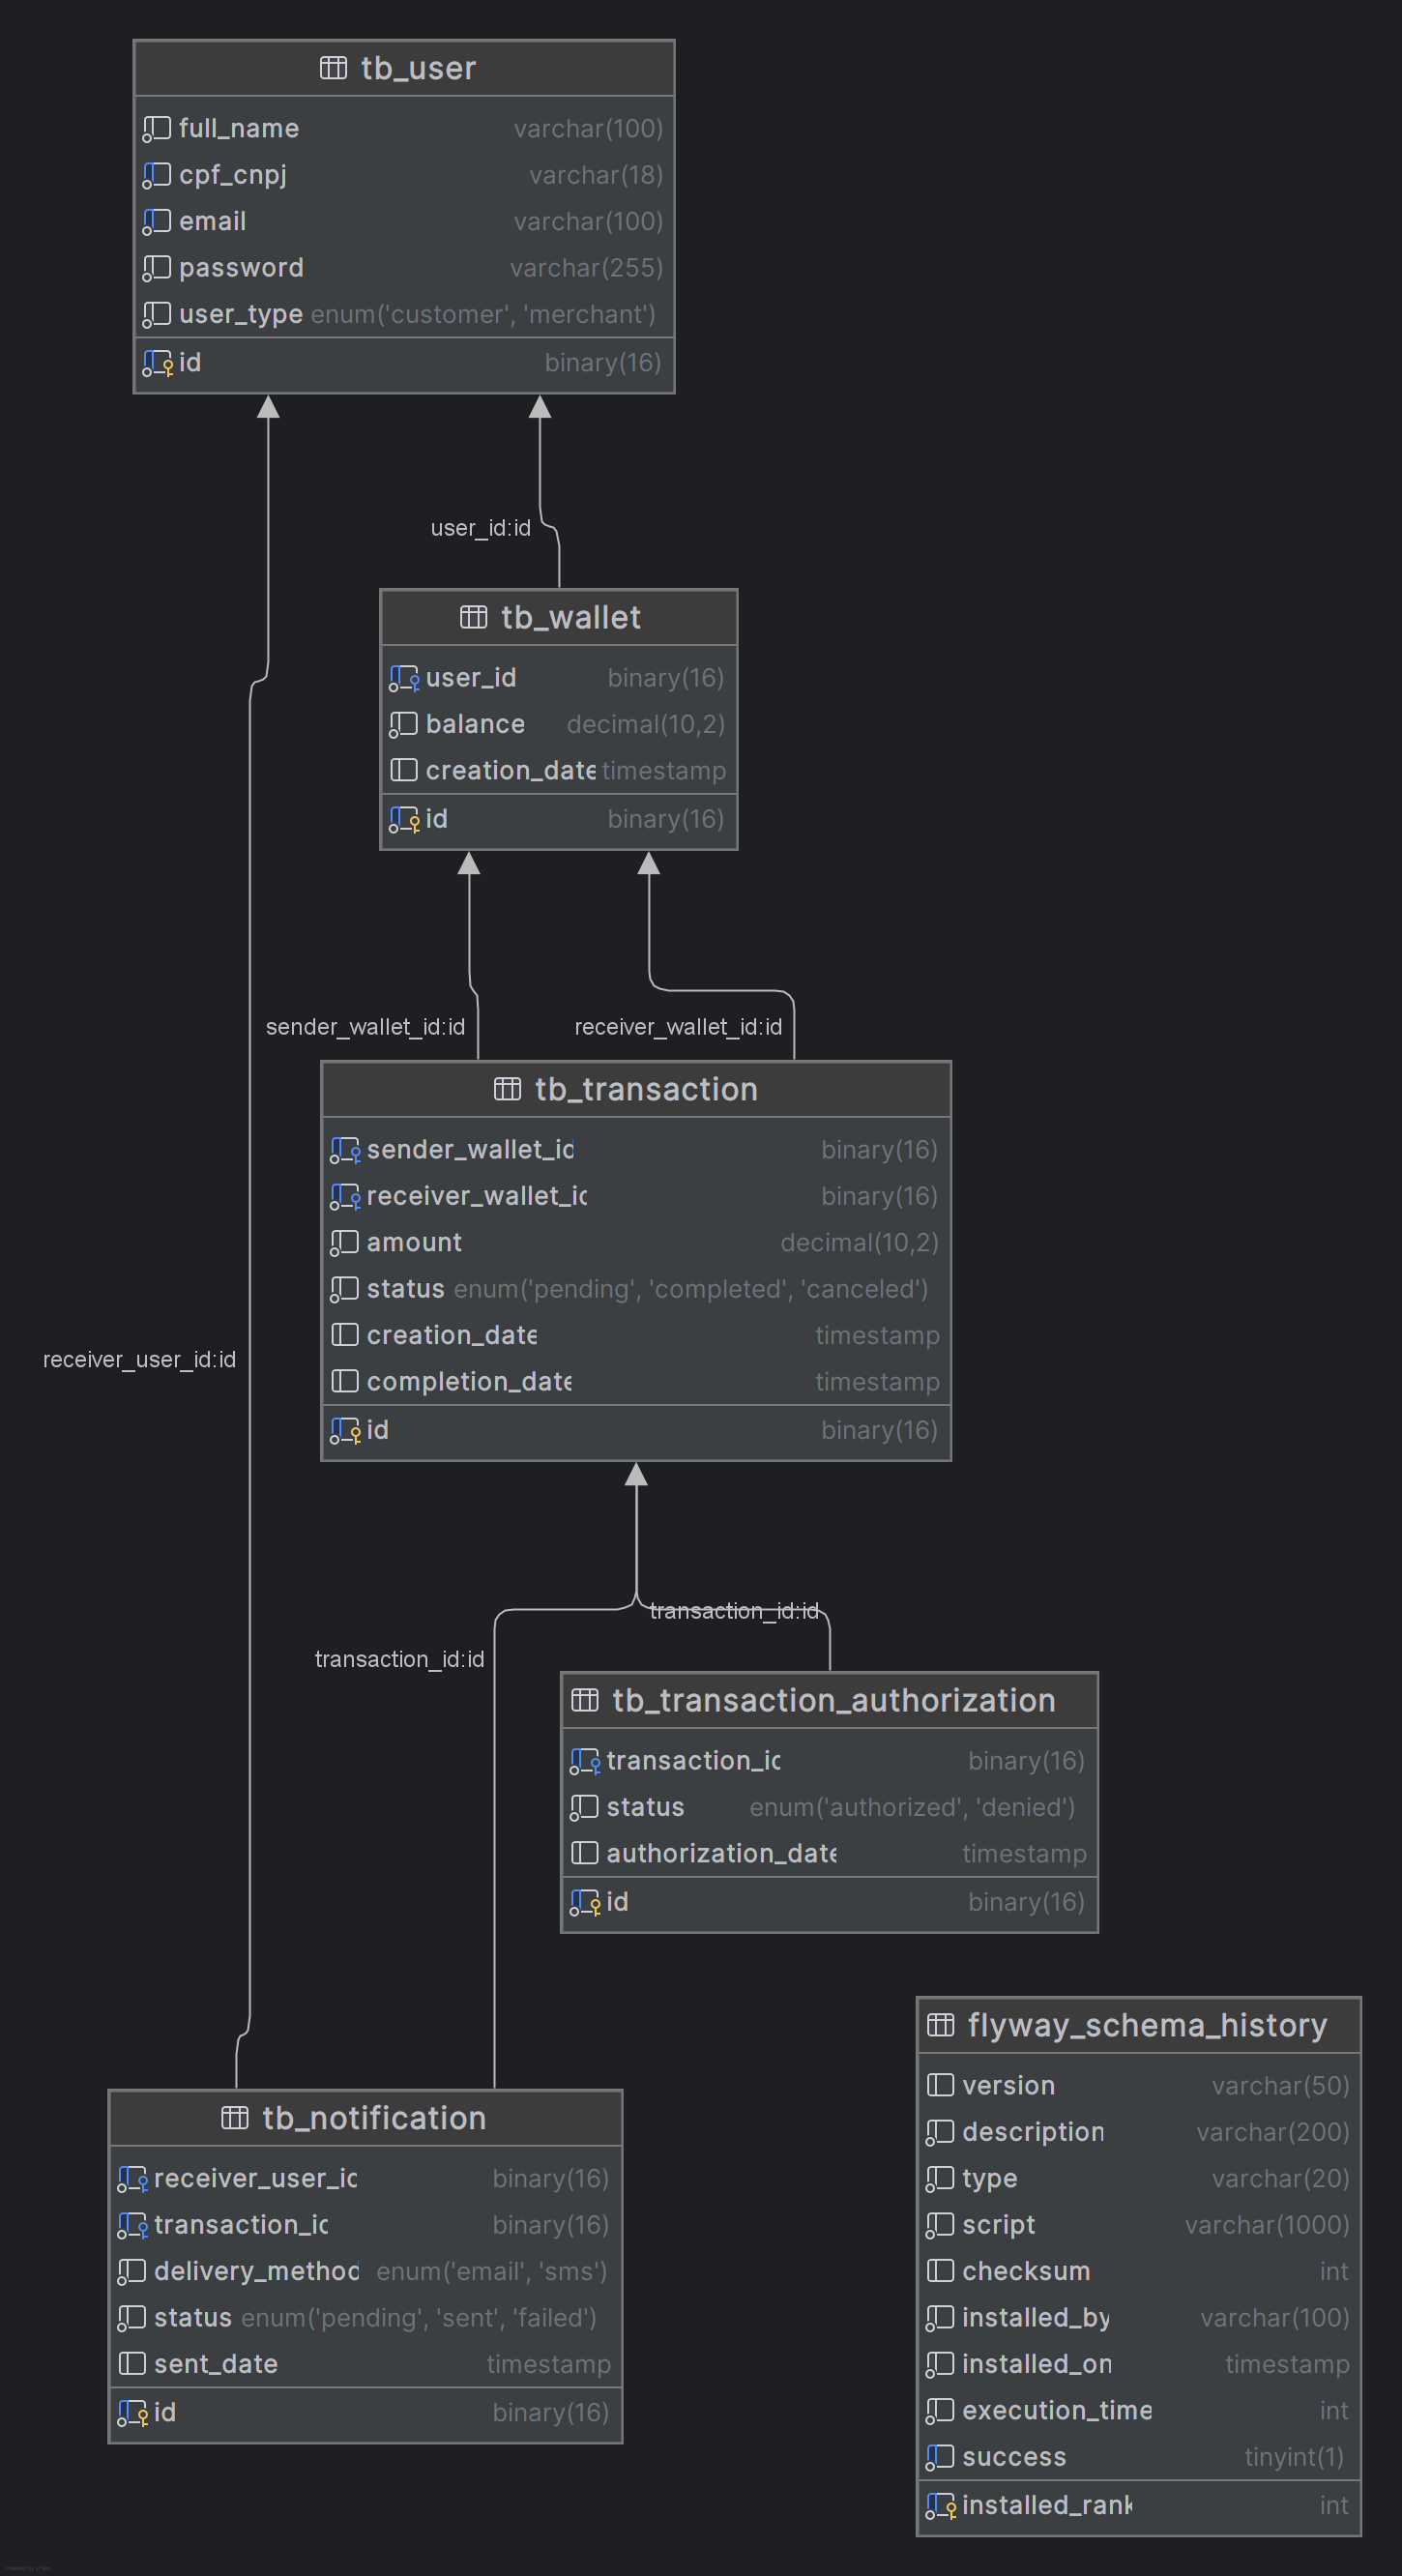 tb_user
full_name varchar(100)
cpf_cnpj varchar(18)
email varchar(100)
password varchar(255)
user_type enum('customer', 'merchant')
id binary(16)
user_id:id
tb_wallet
user_id binary(16)
balance decimal(10,2)
creation_date timestamp
id binary(16)
sender_wallet_id:id receiver_wallet_id:id
tb_transaction
sender_wallet_id binary(16)
receiver_wallet_id binary(16)
amount decimal(10,2)
status enum('pending', 'completed', 'canceled')
creation_date timestamp
completion_date timestamp
id binary(16)
receiver_user_id:id
transaction_id:id
transaction_id:id
tb_transaction_authorization
transaction_id binary(16)
status enum('authorized', 'denied')
authorization_date timestamp
id binary(16)
flyway_schema_history
version varchar(50)
description varchar(200)
type varchar(20)
script varchar(1000)
checksum int
installed_by varchar(100)
installed_on timestamp
execution_time int
success tinyint(1)
installed_rank int
tb_notification
receiver_user_id binary(16)
transaction_id binary(16)
delivery_method enum('email', 'sms')
status enum('pending', 'sent', 'failed')
sent_date timestamp
id binary(16)
Powered by yFiles